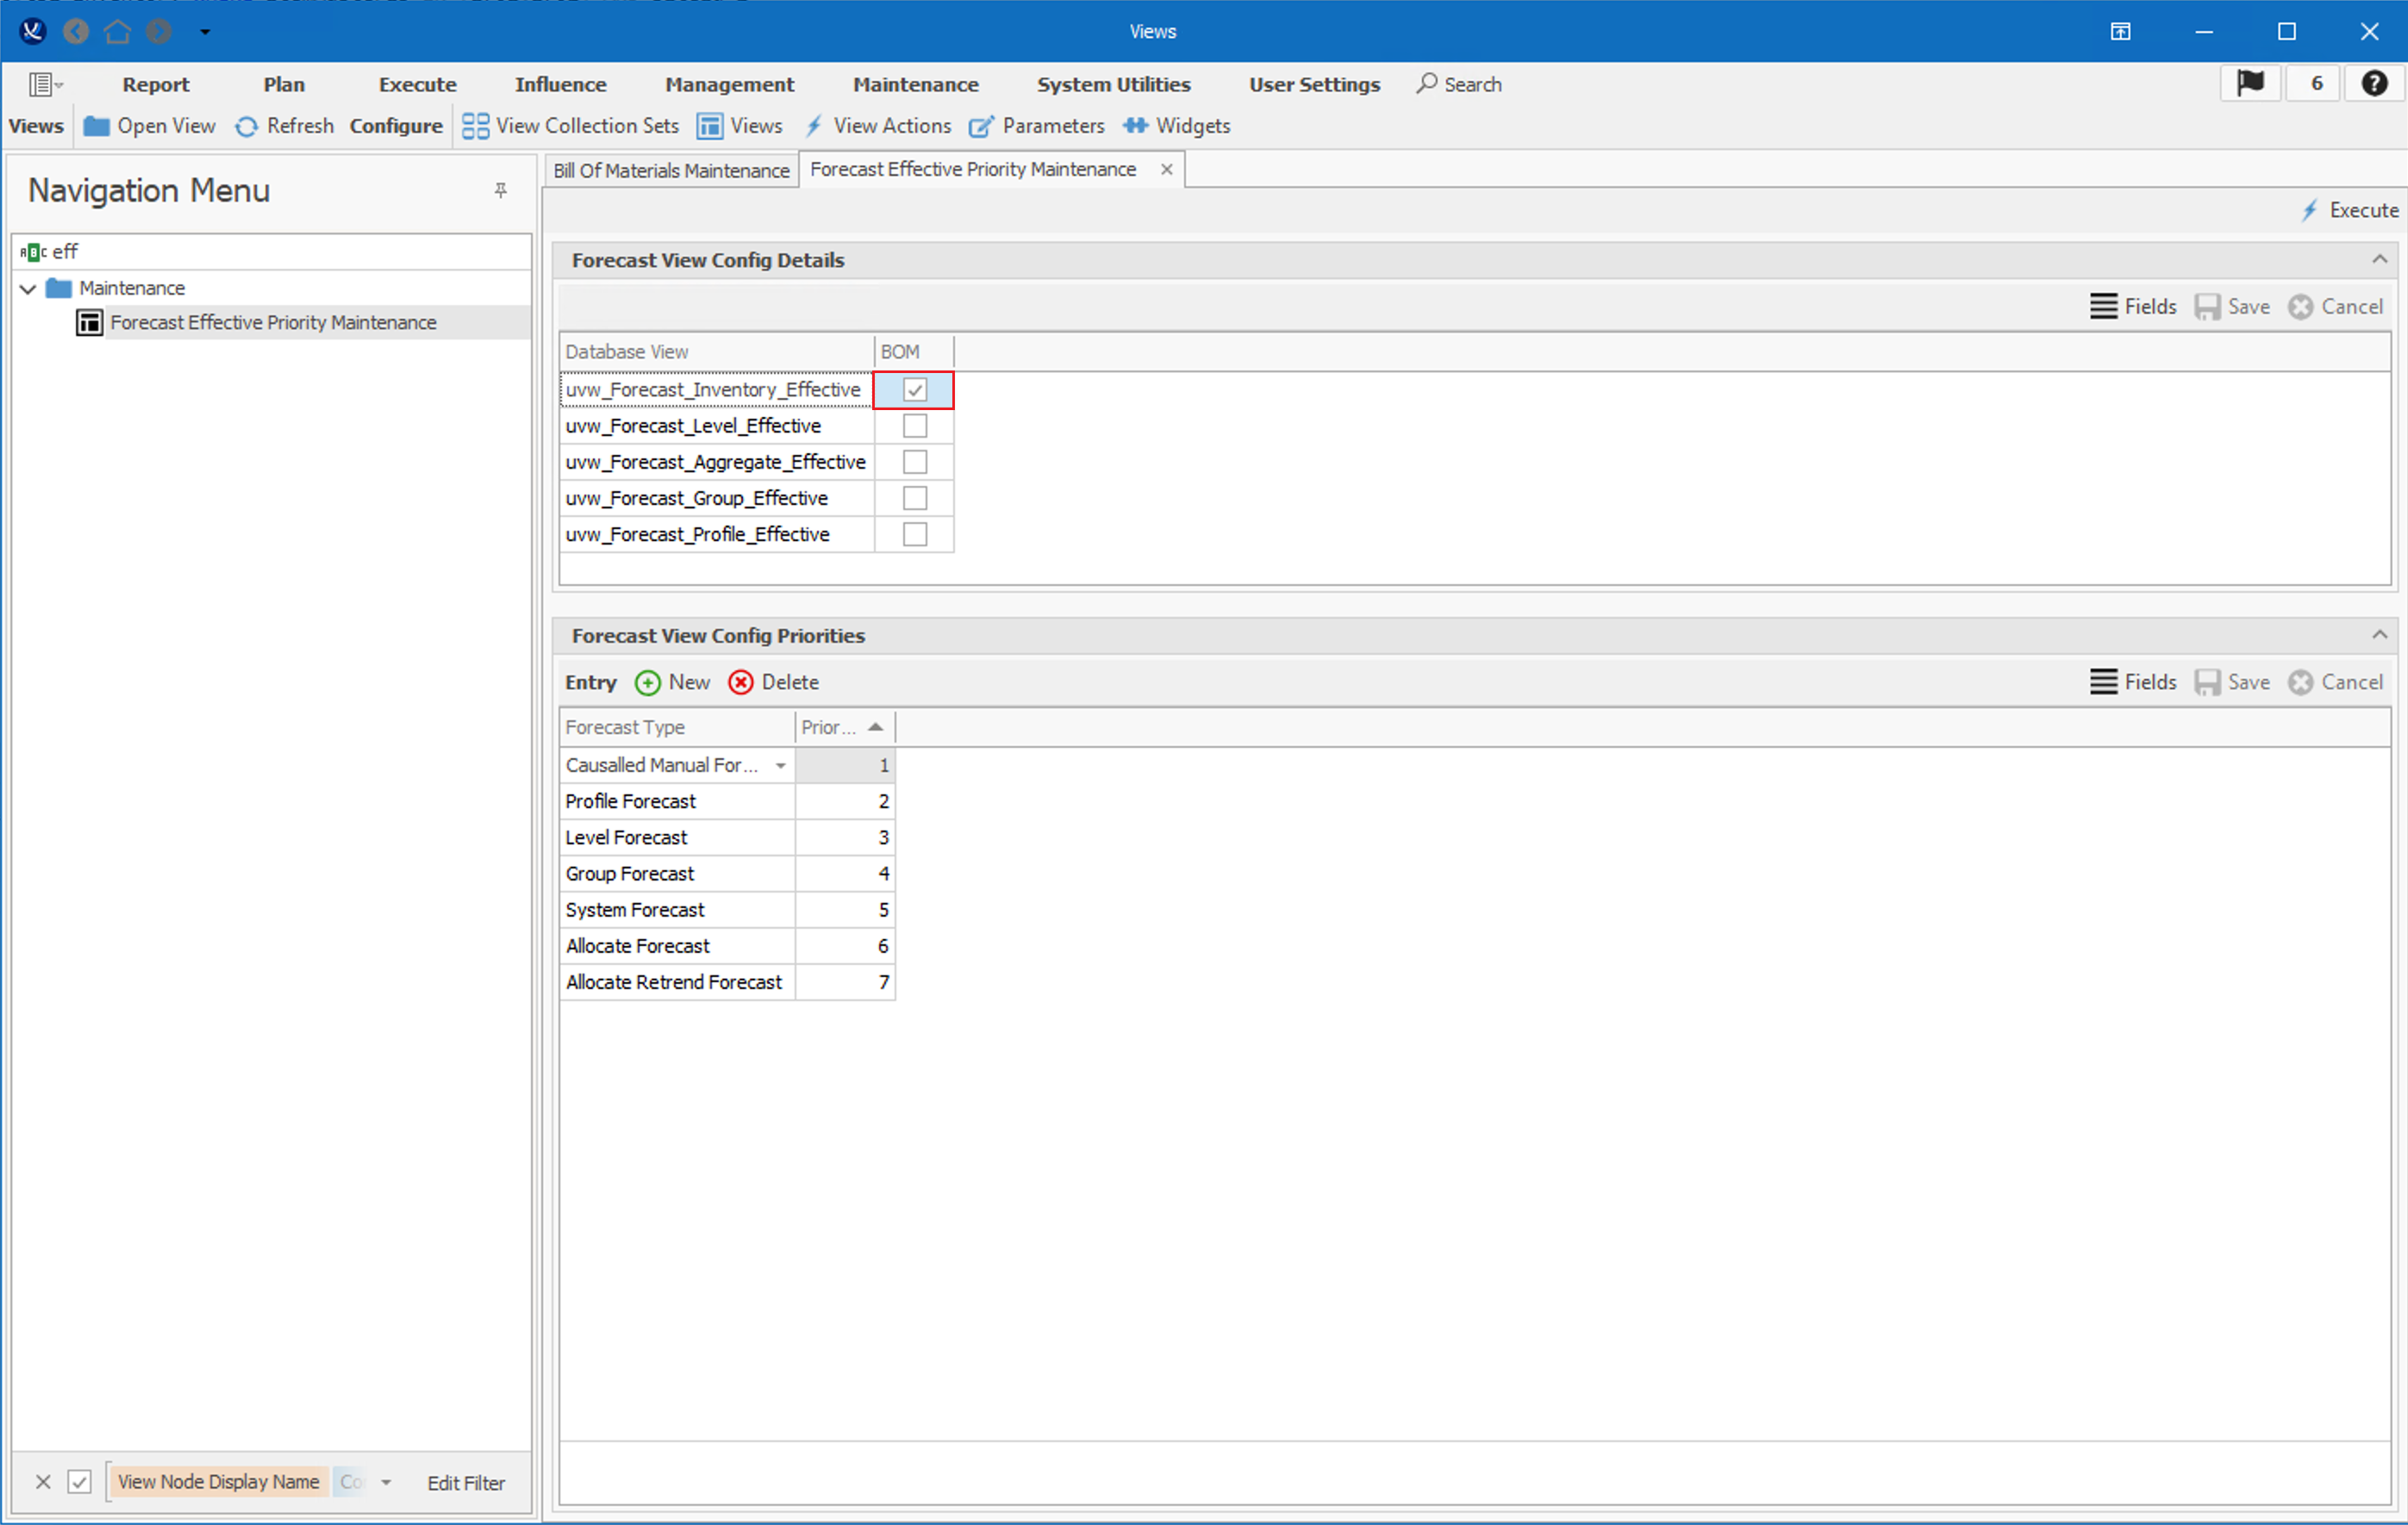 Views
Report Plan Execute Influence Management Maintenance System Utilities User Settings Search 6 ?
Views Open View Refresh Configure View Collection Sets Views View Actions Parameters Widgets
Navigation Menu
Bill Of Materials Maintenance Forecast Effective Priority Maintenance
Execute
ABC eff
Maintenance
Forecast Effective Priority Maintenance
Forecast View Config Details
Fields Save Cancel
Database View BOM
uvw_Forecast_Inventory_Effective
uvw_Forecast_Level_Effective
uvw_Forecast_Aggregate_Effective
uvw_Forecast_Group_Effective
uvw_Forecast_Profile_Effective
Forecast View Config Priorities
Entry New Delete Fields Save Cancel
Forecast Type Prior...
Causalled Manual For... 1
Profile Forecast 2
Level Forecast 3
Group Forecast 4
System Forecast 5
Allocate Forecast 6
Allocate Retrend Forecast 7
View Node Display Name Co Edit Filter